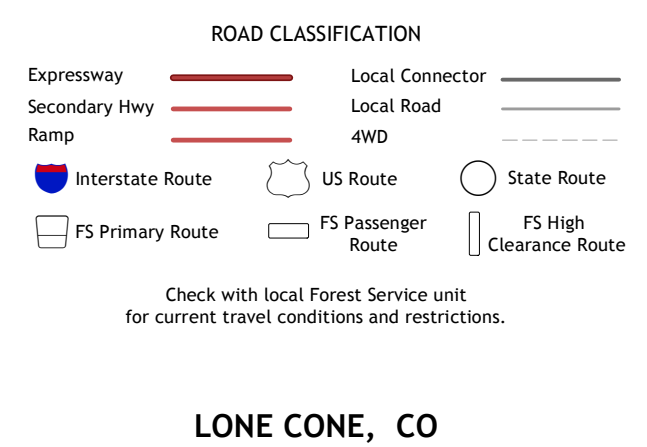 ROAD CLASSIFICATION
Expressway
Local Connector
Secondary Hwy
Local Road
Ramp
4WD
Interstate Route
US Route
State Route
FS Primary Route
FS Passenger
Route
FS High
Clearance Route
Check with local Forest Service unit
for current travel conditions and restrictions.
LONE CONE, CO